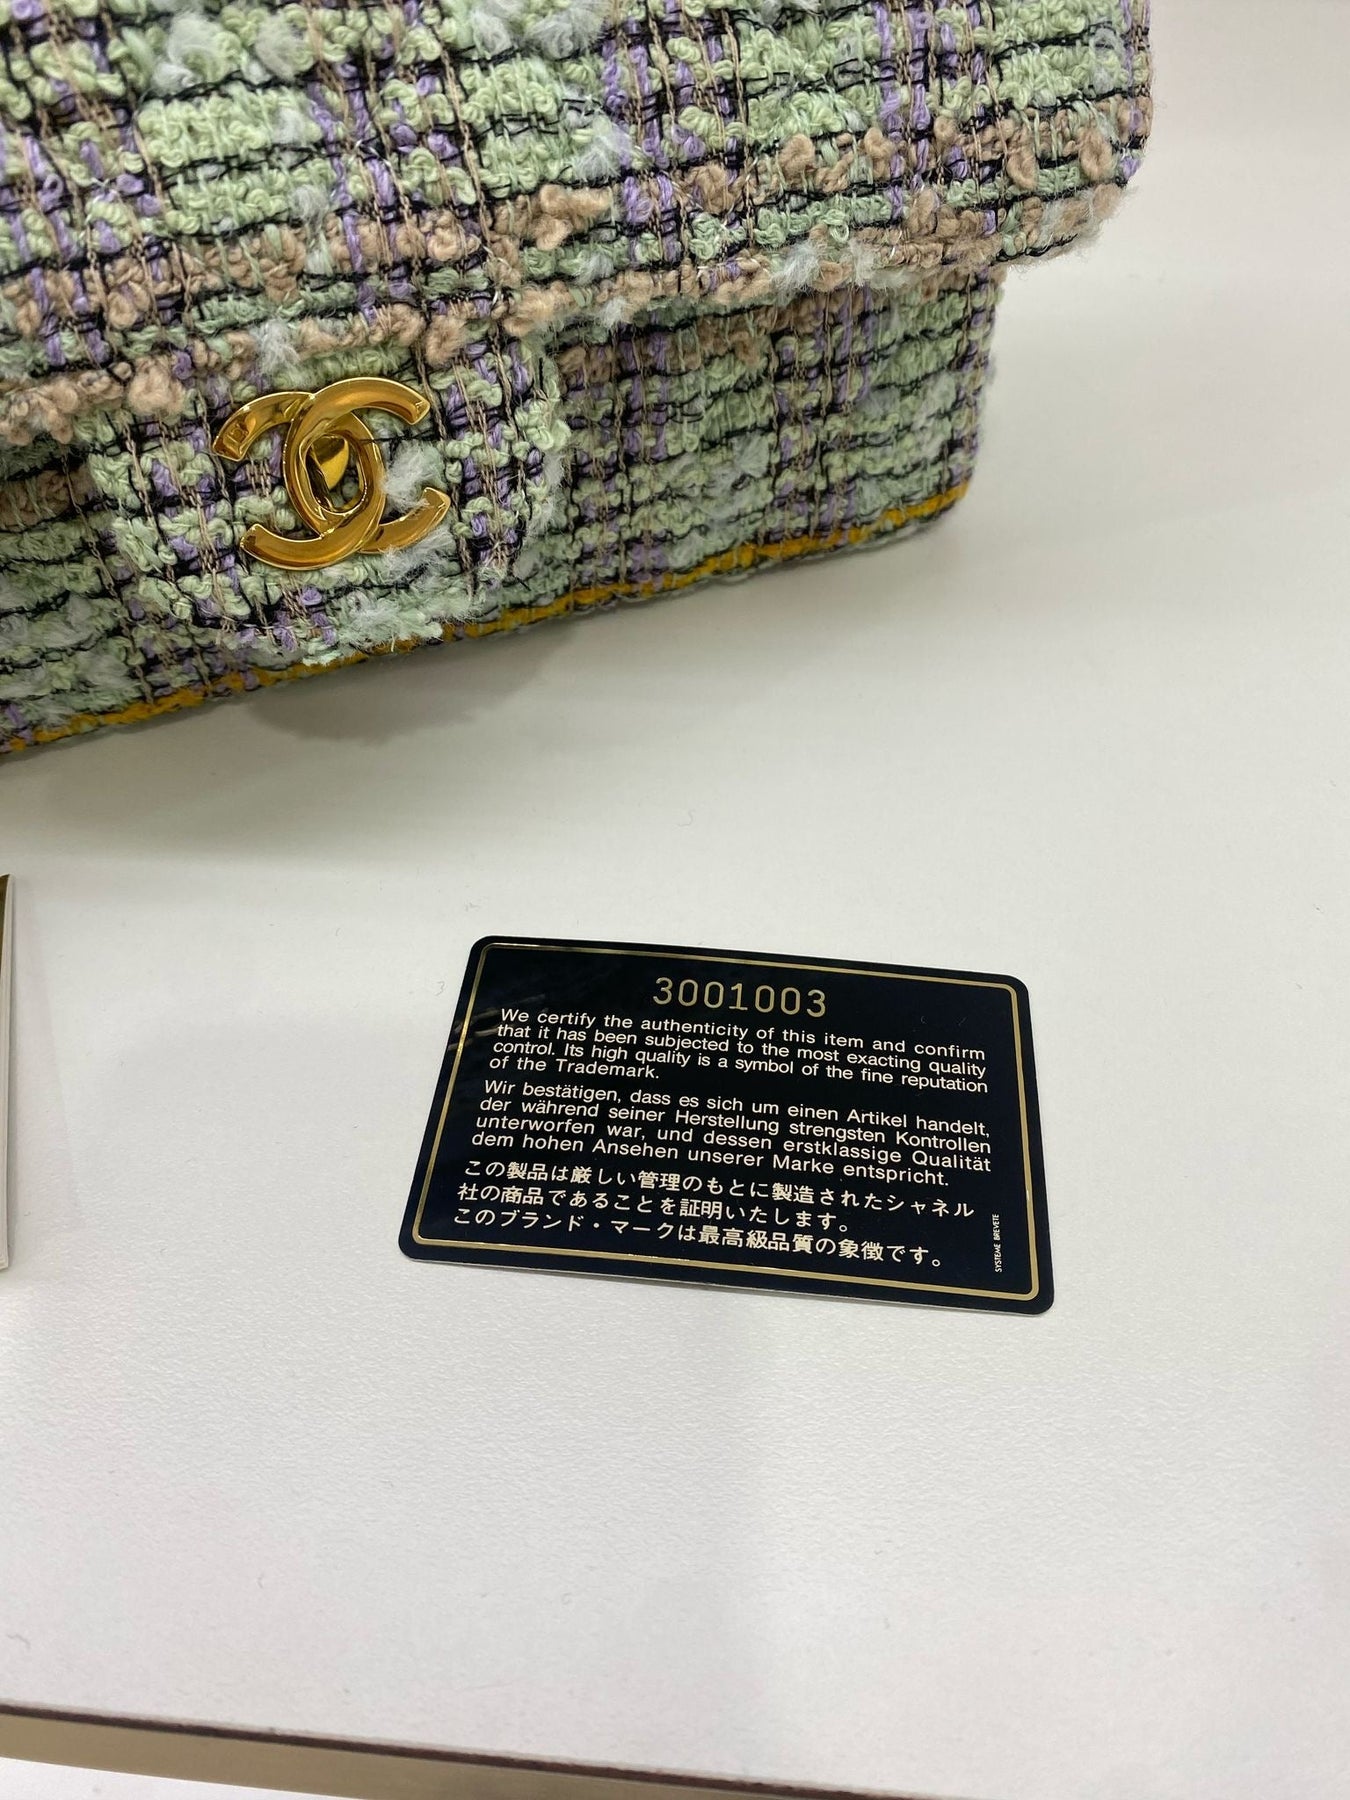 3001003
We certify the authenticity of this item and confirm
that it has been subjected to the most exacting quality
control. Its high quality is a symbol of the fine reputation
of the Trademark.
Wir bestätigen, dass es sich um einen Artikel handelt,
der während seiner Herstellung strengsten Kontrollen
unterworfen war, und dessen erstklassige Qualität
dem hohen Ansehen unserer Marke entspricht.
この製品は厳しい管理のもとに製造されたシャネル
社の商品であることを証明いたします。
このブランド・マークは最高級品質の象徴です。
SYSTEME BREVETE